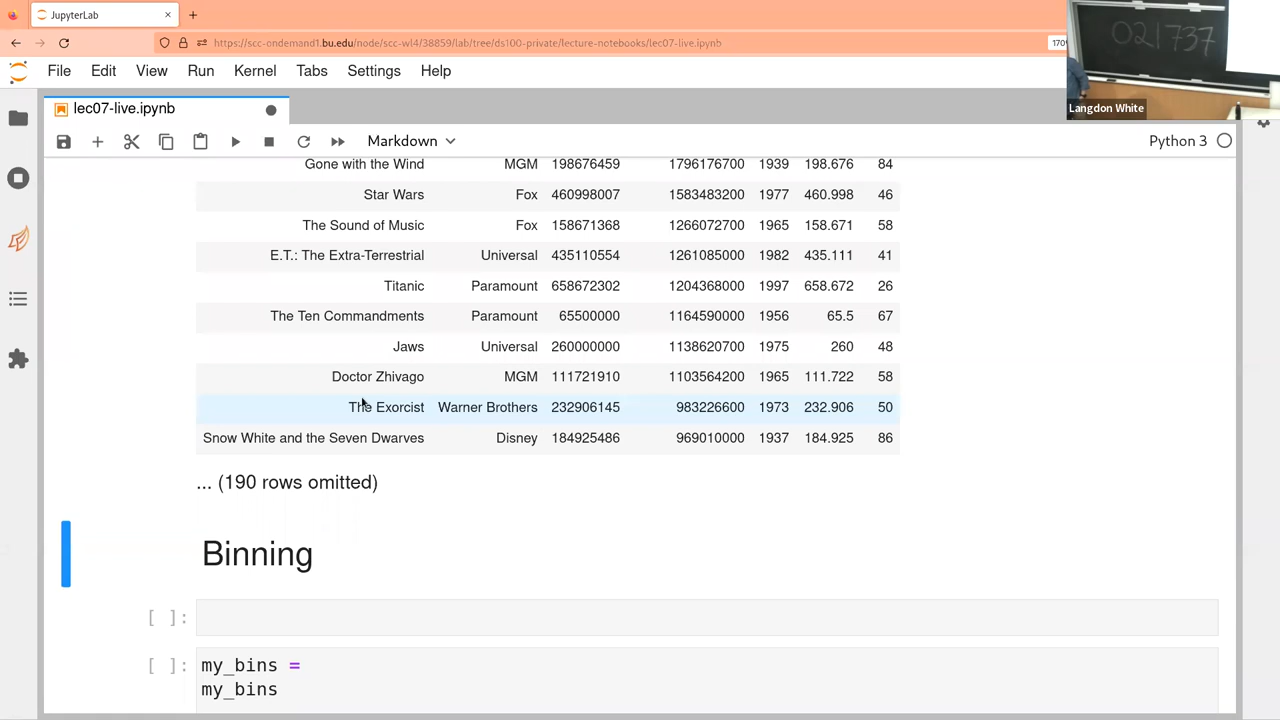 JupyterLab
https://scc-ondemand1.bu.edu/node/scc-wl4/38859/lab/tree/ds100-private/lecture-notebooks/lec07-live.ipynb
170%
021737
Langdon White
File Edit View Run Kernel Tabs Settings Help
lec07-live.ipynb
Markdown
Python 3
Gone with the Wind MGM 198676459 1796176700 1939 198.676 84
Star Wars Fox 460998007 1583483200 1977 460.998 46
The Sound of Music Fox 158671368 1266072700 1965 158.671 58
E.T.: The Extra-Terrestrial Universal 435110554 1261085000 1982 435.111 41
Titanic Paramount 658672302 1204368000 1997 658.672 26
The Ten Commandments Paramount 65500000 1164590000 1956 65.5 67
Jaws Universal 260000000 1138620700 1975 260 48
Doctor Zhivago MGM 111721910 1103564200 1965 111.722 58
The Exorcist Warner Brothers 232906145 983226600 1973 232.906 50
Snow White and the Seven Dwarves Disney 184925486 969010000 1937 184.925 86
... (190 rows omitted)
Binning
[ ]:
[ ]: my_bins =
my_bins